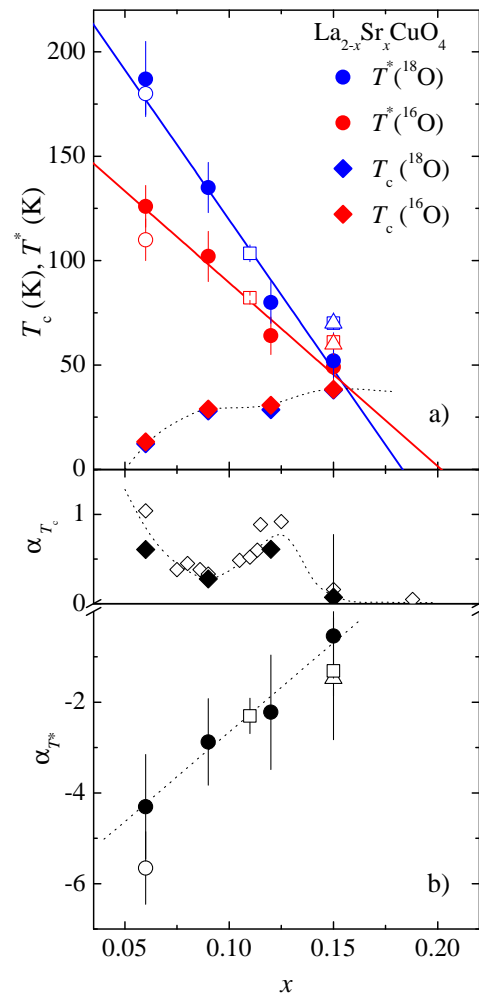 La2-xSrxCuO4
T*(18O)
T*(16O)
Tc (18O)
Tc (16O)
Tc (K), T* (K)
200
150
100
50
0
a)
αTc
1
0
αT*
-2
-4
-6
b)
0.05 0.10 0.15 0.20
x